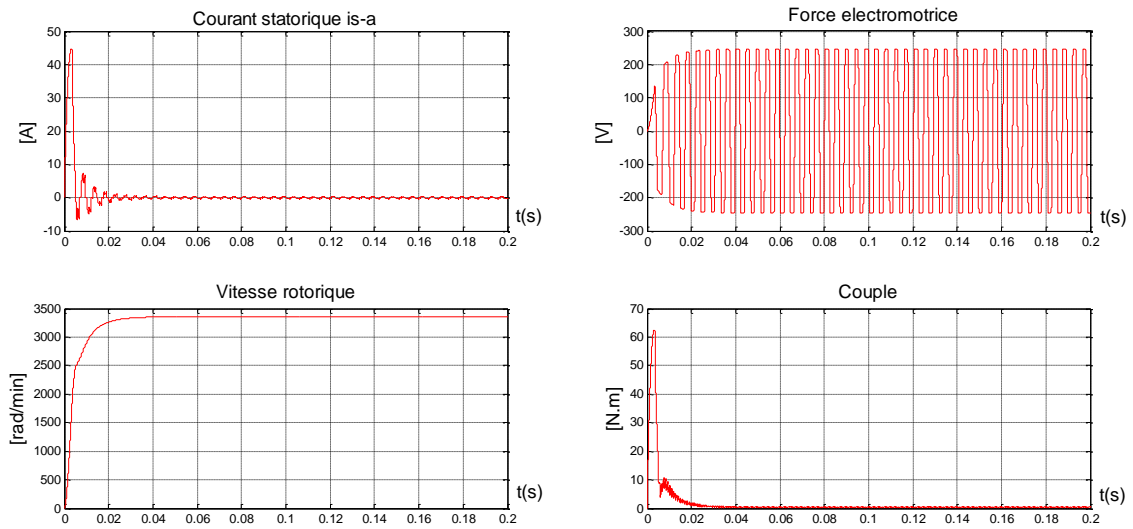 Courant statorique is-a
50
40
30
20
10
0
-10
[A]
0 0.02 0.04 0.06 0.08 0.1 0.12 0.14 0.16 0.18 0.2
t(s)
Force electromotrice
300
200
100
0
-100
-200
-300
[V]
0 0.02 0.04 0.06 0.08 0.1 0.12 0.14 0.16 0.18 0.2
t(s)
Vitesse rotorique
3500
3000
2500
2000
1500
1000
500
0
[rad/min]
0 0.02 0.04 0.06 0.08 0.1 0.12 0.14 0.16 0.18 0.2
t(s)
Couple
70
60
50
40
30
20
10
0
[N.m]
0 0.02 0.04 0.06 0.08 0.1 0.12 0.14 0.16 0.18 0.2
t(s)